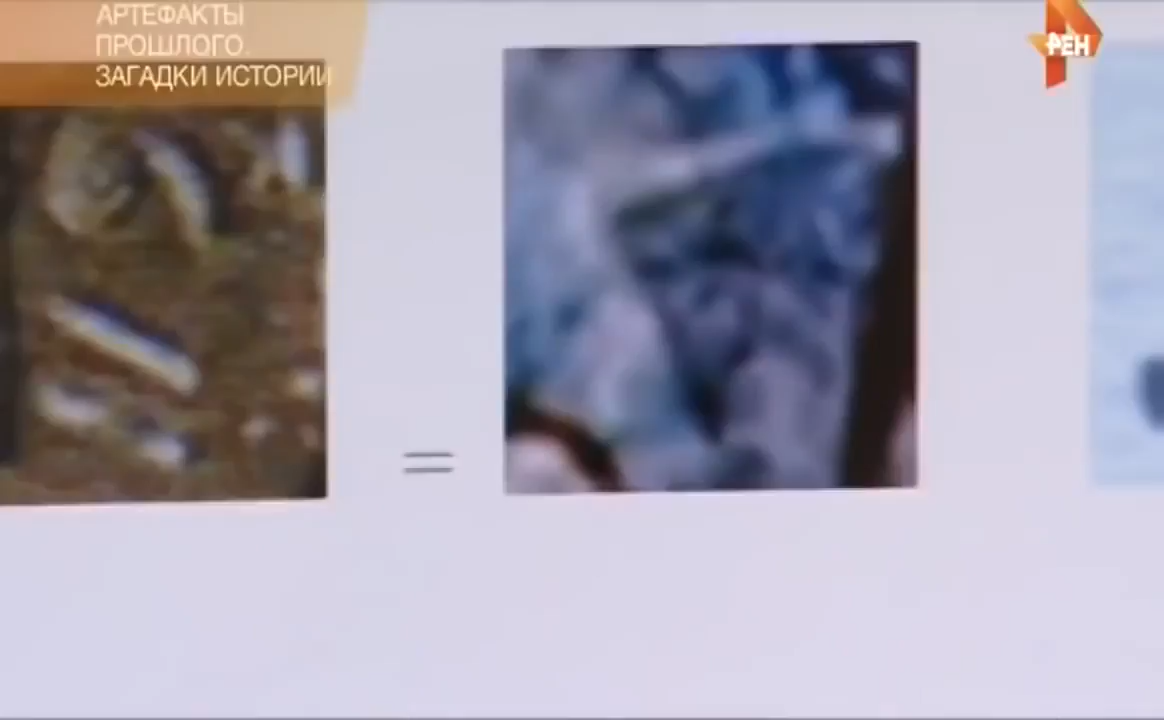 АРТЕФАКТЫ
ПРОШЛОГО.
ЗАГАДКИ ИСТОРИИ
РЕН
=